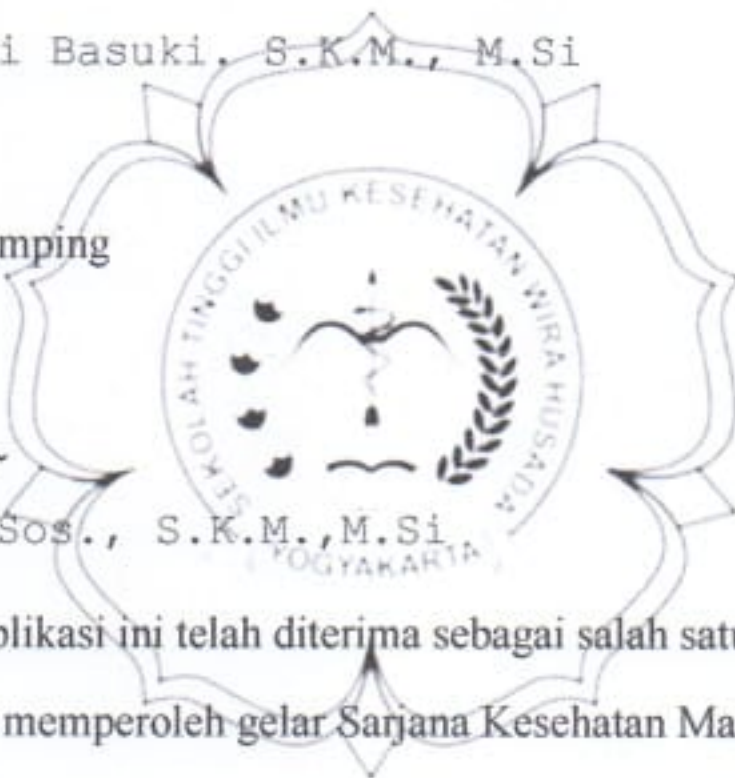 i Basuki. S.K.M., M.Si
mping
SEKOLAH TINGGI ILMU KESEHATAN WIRA HUSADA
Sos., S.K.M.,M.Si
( YOGYAKARTA )
plikasi ini telah diterima sebagai salah satu
memperoleh gelar Sarjana Kesehatan Ma